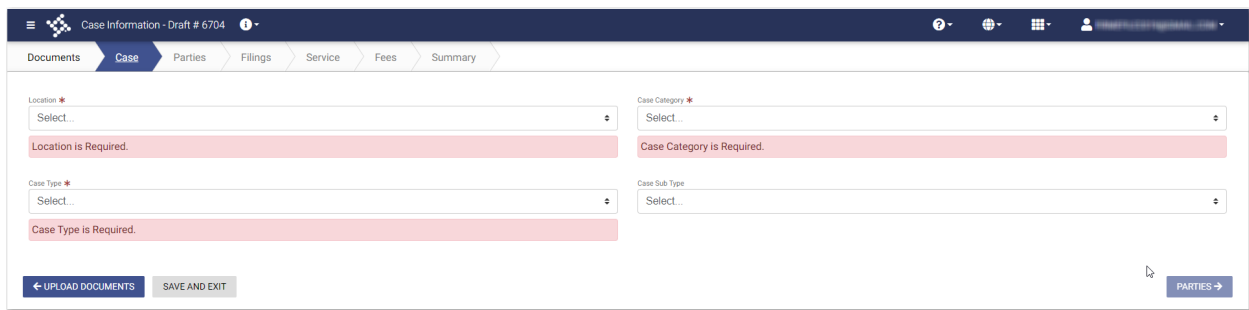 Case Information - Draft # 6704
Documents Case Parties Filings Service Fees Summary
Location * Case Category *
Select... Select...
Location is Required. Case Category is Required.
Case Type * Case Sub Type
Select... Select...
Case Type is Required.
← UPLOAD DOCUMENTS SAVE AND EXIT PARTIES →